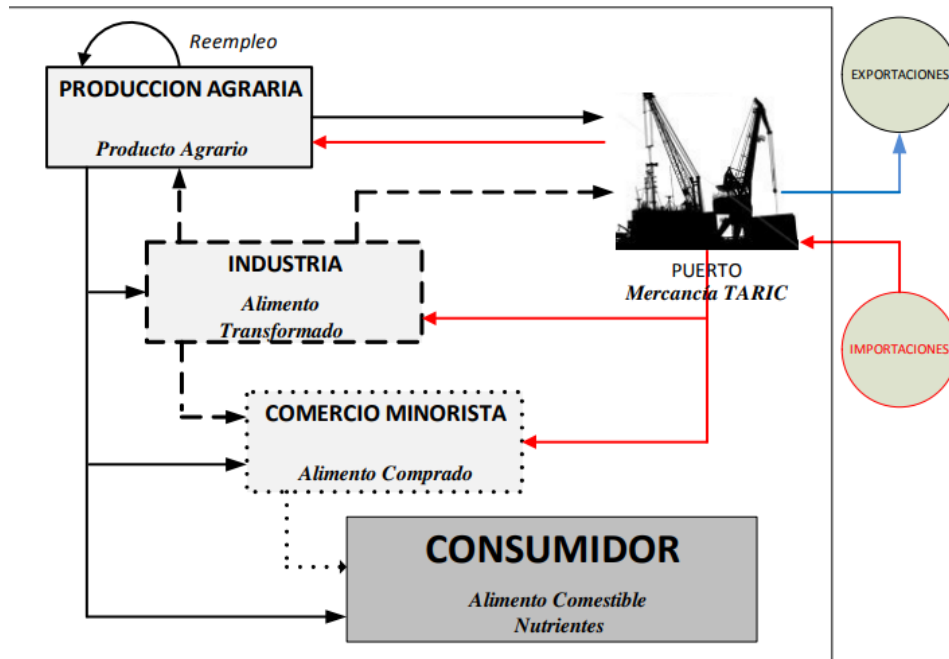 Reempleo
PRODUCCION AGRARIA
Producto Agrario
EXPORTACIONES
INDUSTRIA
Alimento
Transformado
PUERTO
Mercancía TARIC
IMPORTACIONES
COMERCIO MINORISTA
Alimento Comprado
CONSUMIDOR
Alimento Comestible
Nutrientes